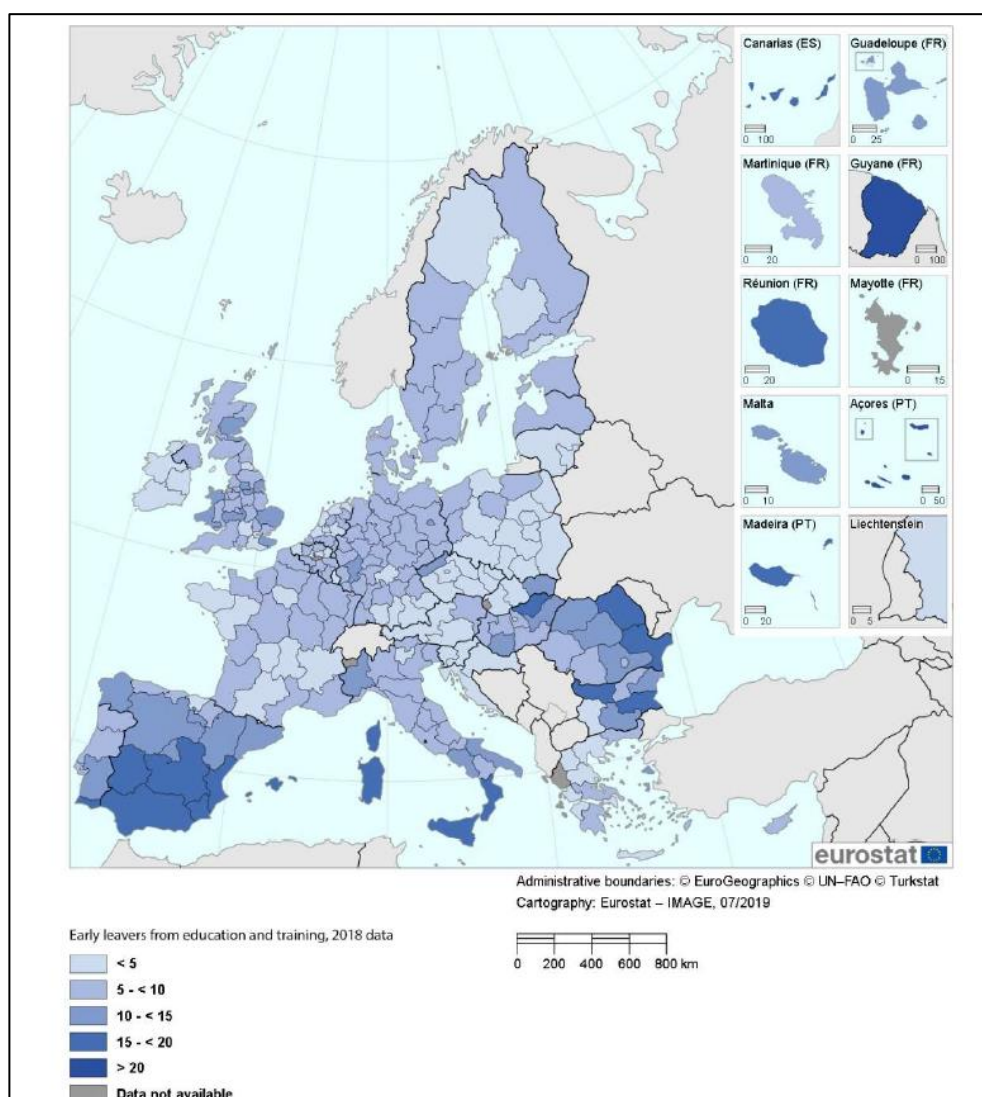 Canarias (ES)
0 100
Guadeloupe (FR)
0 25
Martinique (FR)
0 20
Guyane (FR)
0 100
Réunion (FR)
0 20
Mayotte (FR)
0 15
Malta
0 10
Açores (PT)
0 50
Madeira (PT)
0 20
Liechtenstein
0 5
eurostat
Administrative boundaries: © EuroGeographics © UN–FAO © Turkstat
Cartography: Eurostat – IMAGE, 07/2019
Early leavers from education and training, 2018 data
0 200 400 600 800 km
< 5
5 - < 10
10 - < 15
15 - < 20
> 20
Data not available